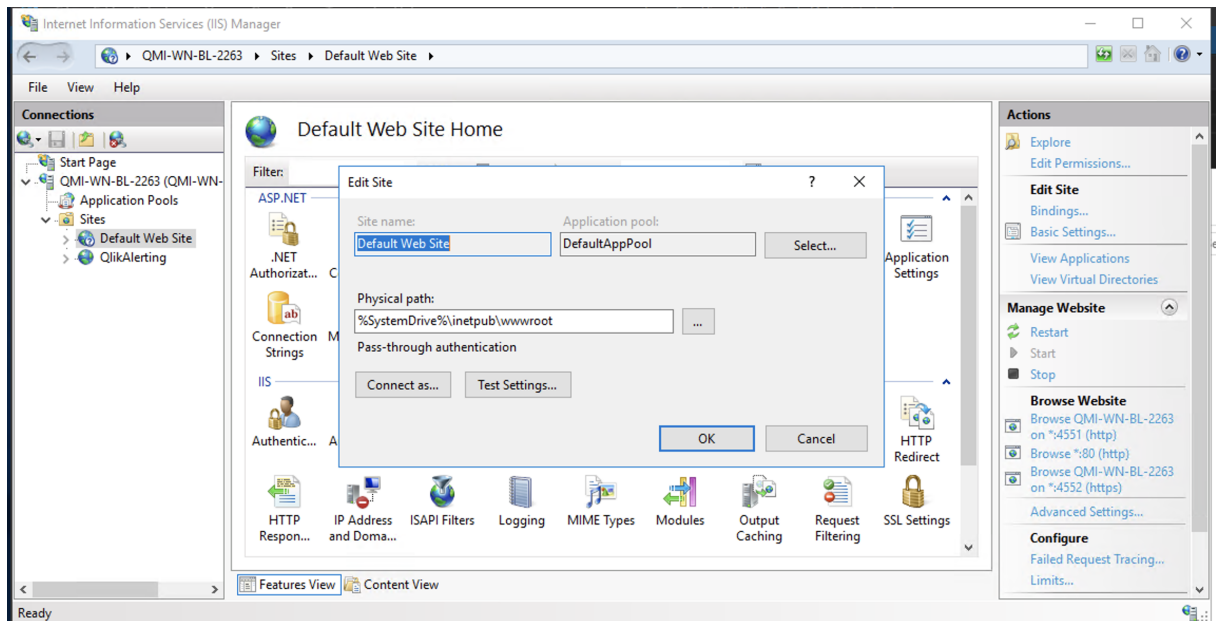 Internet Information Services (IIS) Manager
QMI-WN-BL-2263 Sites Default Web Site
File View Help
Connections
Start Page
QMI-WN-BL-2263 (QMI-WN-
Application Pools
Sites
Default Web Site
QlikAlerting
Default Web Site Home
Filter:
ASP.NET
.NET
Authorizat...
C
Connection
Strings
M
IIS
Authentic...
A
Edit Site
?
Site name:
Application pool:
Default Web Site
DefaultAppPool
Select...
Physical path:
%SystemDrive%\inetpub\wwwroot
...
Pass-through authentication
Connect as...
Test Settings...
OK
Cancel
Application
Settings
HTTP
Redirect
HTTP
Respon...
IP Address
and Doma...
ISAPI Filters
Logging
MIME Types
Modules
Output
Caching
Request
Filtering
SSL Settings
Features View
Content View
Actions
Explore
Edit Permissions...
Edit Site
Bindings...
Basic Settings...
View Applications
View Virtual Directories
Manage Website
Restart
Start
Stop
Browse Website
Browse QMI-WN-BL-2263
on *:4551 (http)
Browse *:80 (http)
Browse QMI-WN-BL-2263
on *:4552 (https)
Advanced Settings...
Configure
Failed Request Tracing...
Limits...
Ready